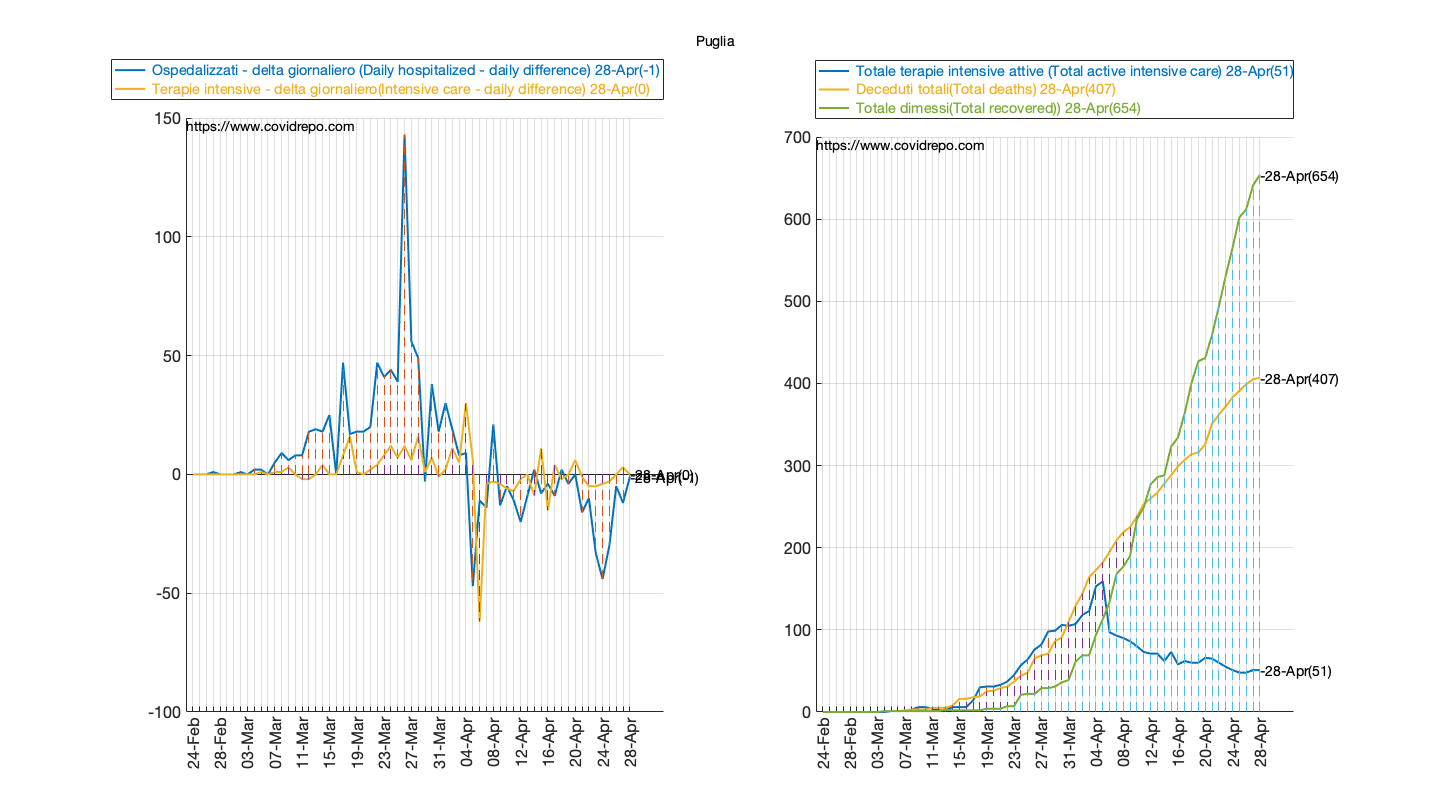 Puglia
Ospedalizzati - delta giornaliero (Daily hospitalized - daily difference) 28-Apr(-1)
Terapie intensive - delta giornaliero(Intensive care - daily difference) 28-Apr(0)
https://www.covidrepo.com
150
100
50
0
-50
-100
-28-Apr(0)
-28-Apr(-1)
24-Feb
28-Feb
03-Mar
07-Mar
11-Mar
15-Mar
19-Mar
23-Mar
27-Mar
31-Mar
04-Apr
08-Apr
12-Apr
16-Apr
20-Apr
24-Apr
28-Apr
Totale terapie intensive attive (Total active intensive care) 28-Apr(51)
Deceduti totali(Total deaths) 28-Apr(407)
Totale dimessi(Total recovered)) 28-Apr(654)
https://www.covidrepo.com
700
600
500
400
300
200
100
0
-28-Apr(654)
-28-Apr(407)
-28-Apr(51)
24-Feb
28-Feb
03-Mar
07-Mar
11-Mar
15-Mar
19-Mar
23-Mar
27-Mar
31-Mar
04-Apr
08-Apr
12-Apr
16-Apr
20-Apr
24-Apr
28-Apr